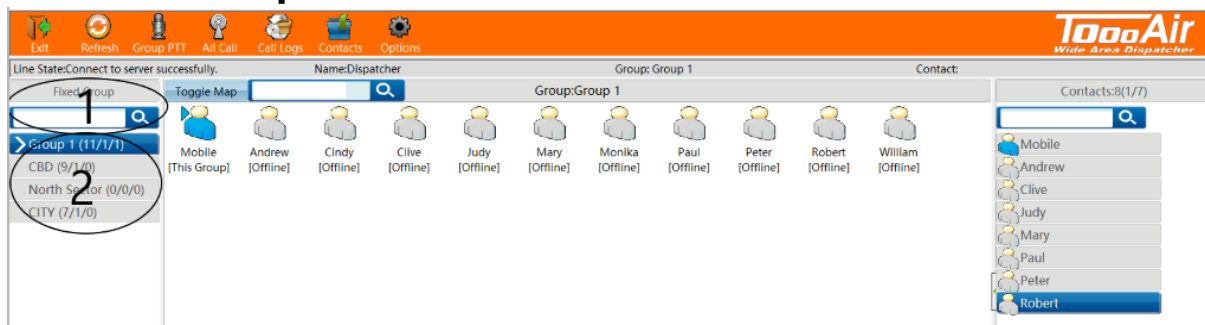 Exit Refresh Group PTT All Call Call Logs Contacts Options
TOOOAir
Wide Area Dispatcher
Line State:Connect to server successfully. Name:Dispatcher Group: Group 1 Contact:
Fixed Group Toggle Map Group:Group 1 Contacts:8(1/7)
1
Group 1 (11/1/1)
CBD (9/1/0)
North Sector (0/0/0)
CITY (7/1/0)
2
Mobile Andrew Cindy Clive Judy Mary Monika Paul Peter Robert William
[This Group] [Offline] [Offline] [Offline] [Offline] [Offline] [Offline] [Offline] [Offline] [Offline] [Offline]
Mobile
Andrew
Clive
Judy
Mary
Paul
Peter
Robert